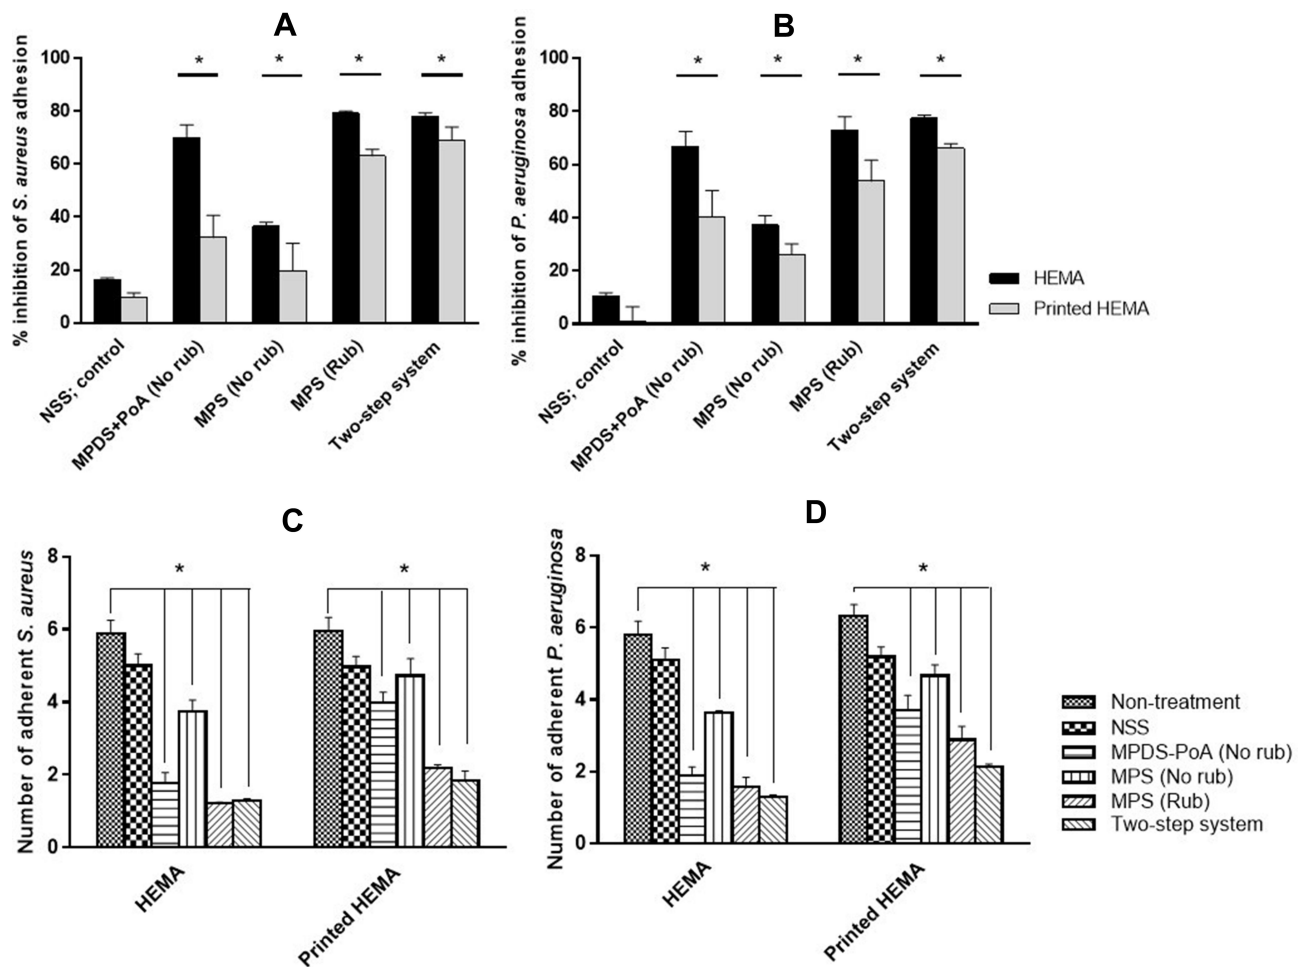 A
% inhibition of S. aureus adhesion
100
80
60
40
20
0
* * * *
NSS; control
MPDS+PoA (No rub)
MPS (No rub)
MPS (Rub)
Two-step system
B
% inhibition of P. aeruginosa adhesion
100
80
60
40
20
0
* * * *
NSS; control
MPDS+PoA (No rub)
MPS (No rub)
MPS (Rub)
Two-step system
HEMA
Printed HEMA
C
Number of adherent S. aureus
8
6
4
2
0
* *
HEMA
Printed HEMA
D
Number of adherent P. aeruginosa
8
6
4
2
0
* *
HEMA
Printed HEMA
Non-treatment
NSS
MPDS-PoA (No rub)
MPS (No rub)
MPS (Rub)
Two-step system